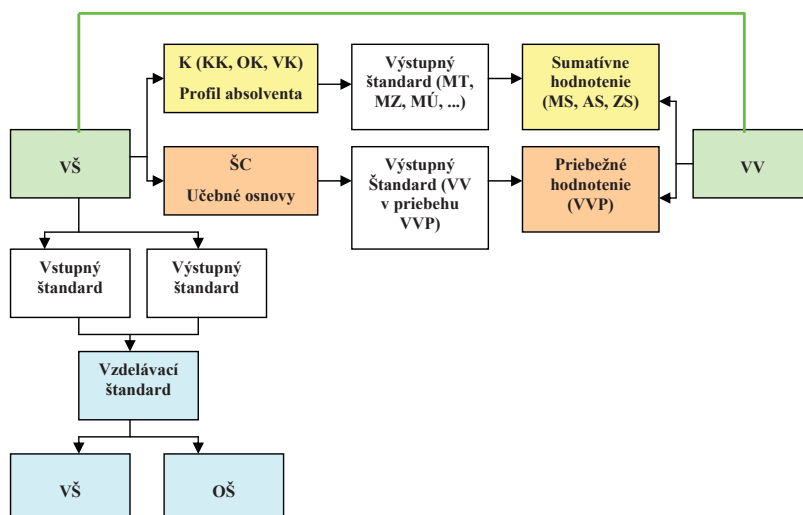 K (KK, OK, VK)
Profil absolventa
Výstupný
štandard (MT,
MZ, MÚ, ...)
Sumatívne
hodnotenie
(MS, AS, ZS)
VŠ
ŠC
Učebné osnovy
Výstupný
Štandard (VV
v priebehu
VVP)
Priebežné
hodnotenie
(VVP)
VV
Vstupný
štandard
Výstupný
štandard
Vzdelávací
štandard
VŠ
OŠ